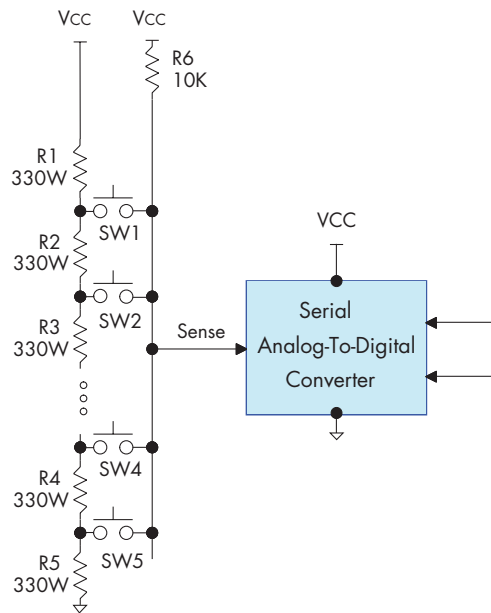 VCC
VCC
R6
10K
R1
330W
SW1
R2
330W
SW2
R3
330W
Sense
VCC
Serial
Analog-To-Digital
Converter
SW4
R4
330W
SW5
R5
330W